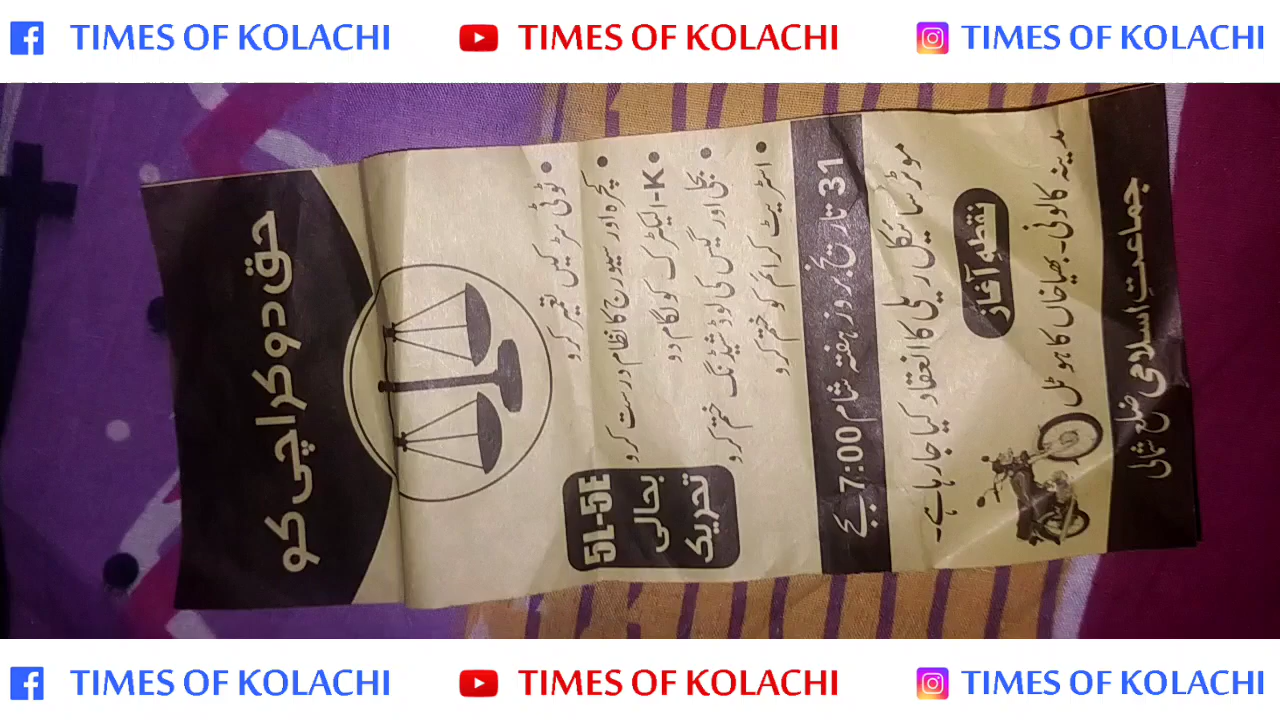 TIMES OF KOLACHI TIMES OF KOLACHI TIMES OF KOLACHI
حق دو کراچی کو
• ٹوٹی سڑکیں تعمیر کرو
• کچرہ اور سیوریج کا نظام درست کرو
• K-الیکٹرک کو لگام دو
• بجلی اور گیس کی لوڈشیڈنگ ختم کرو
• اسٹریٹ کرائم کو ختم کرو
5L-5E
بحالی
تحریک
31 تاریخ بروز ہفتہ شام 7:00 بجے
موٹر سائیکل ریلی کا انعقاد کیا جا رہا ہے۔
نقطہِ آغاز
مدینہ کالونی۔ بھیا خاں کا ہوٹل
جماعتِ اسلامی ضلع شمالی
TIMES OF KOLACHI TIMES OF KOLACHI TIMES OF KOLACHI